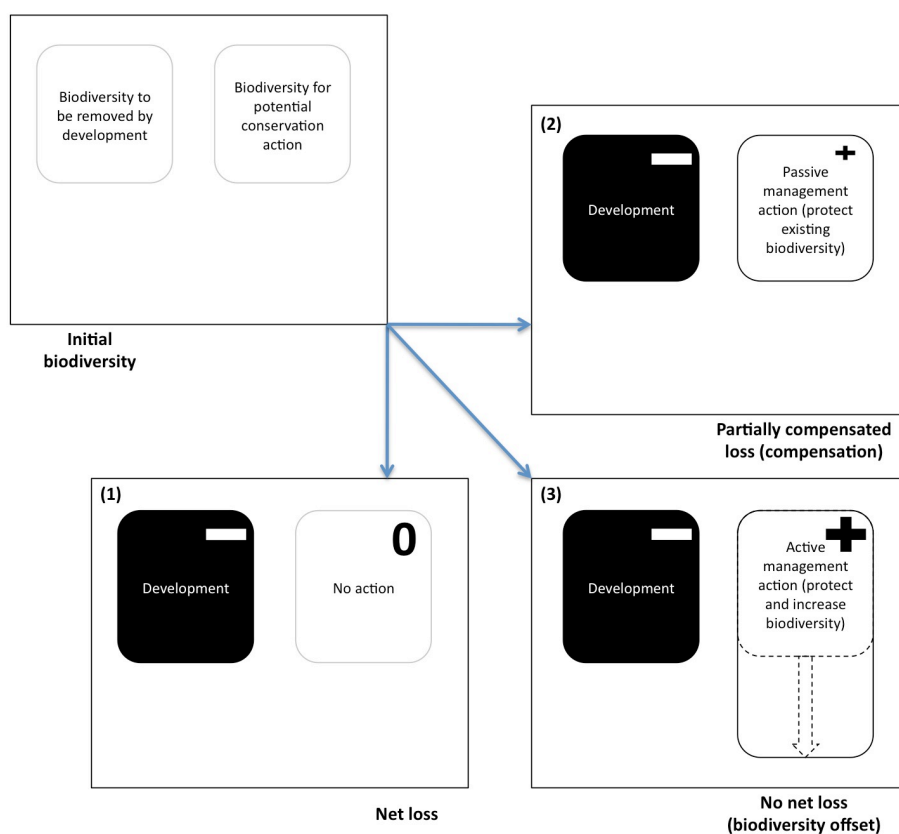 Biodiversity to
be removed by
development
Biodiversity for
potential
conservation
action
Initial
biodiversity
(2)
Development
Passive
management
action (protect
existing
biodiversity)
Partially compensated
loss (compensation)
(1)
Development
0
No action
Net loss
(3)
Development
Active
management
action (protect
and increase
biodiversity)
No net loss
(biodiversity offset)